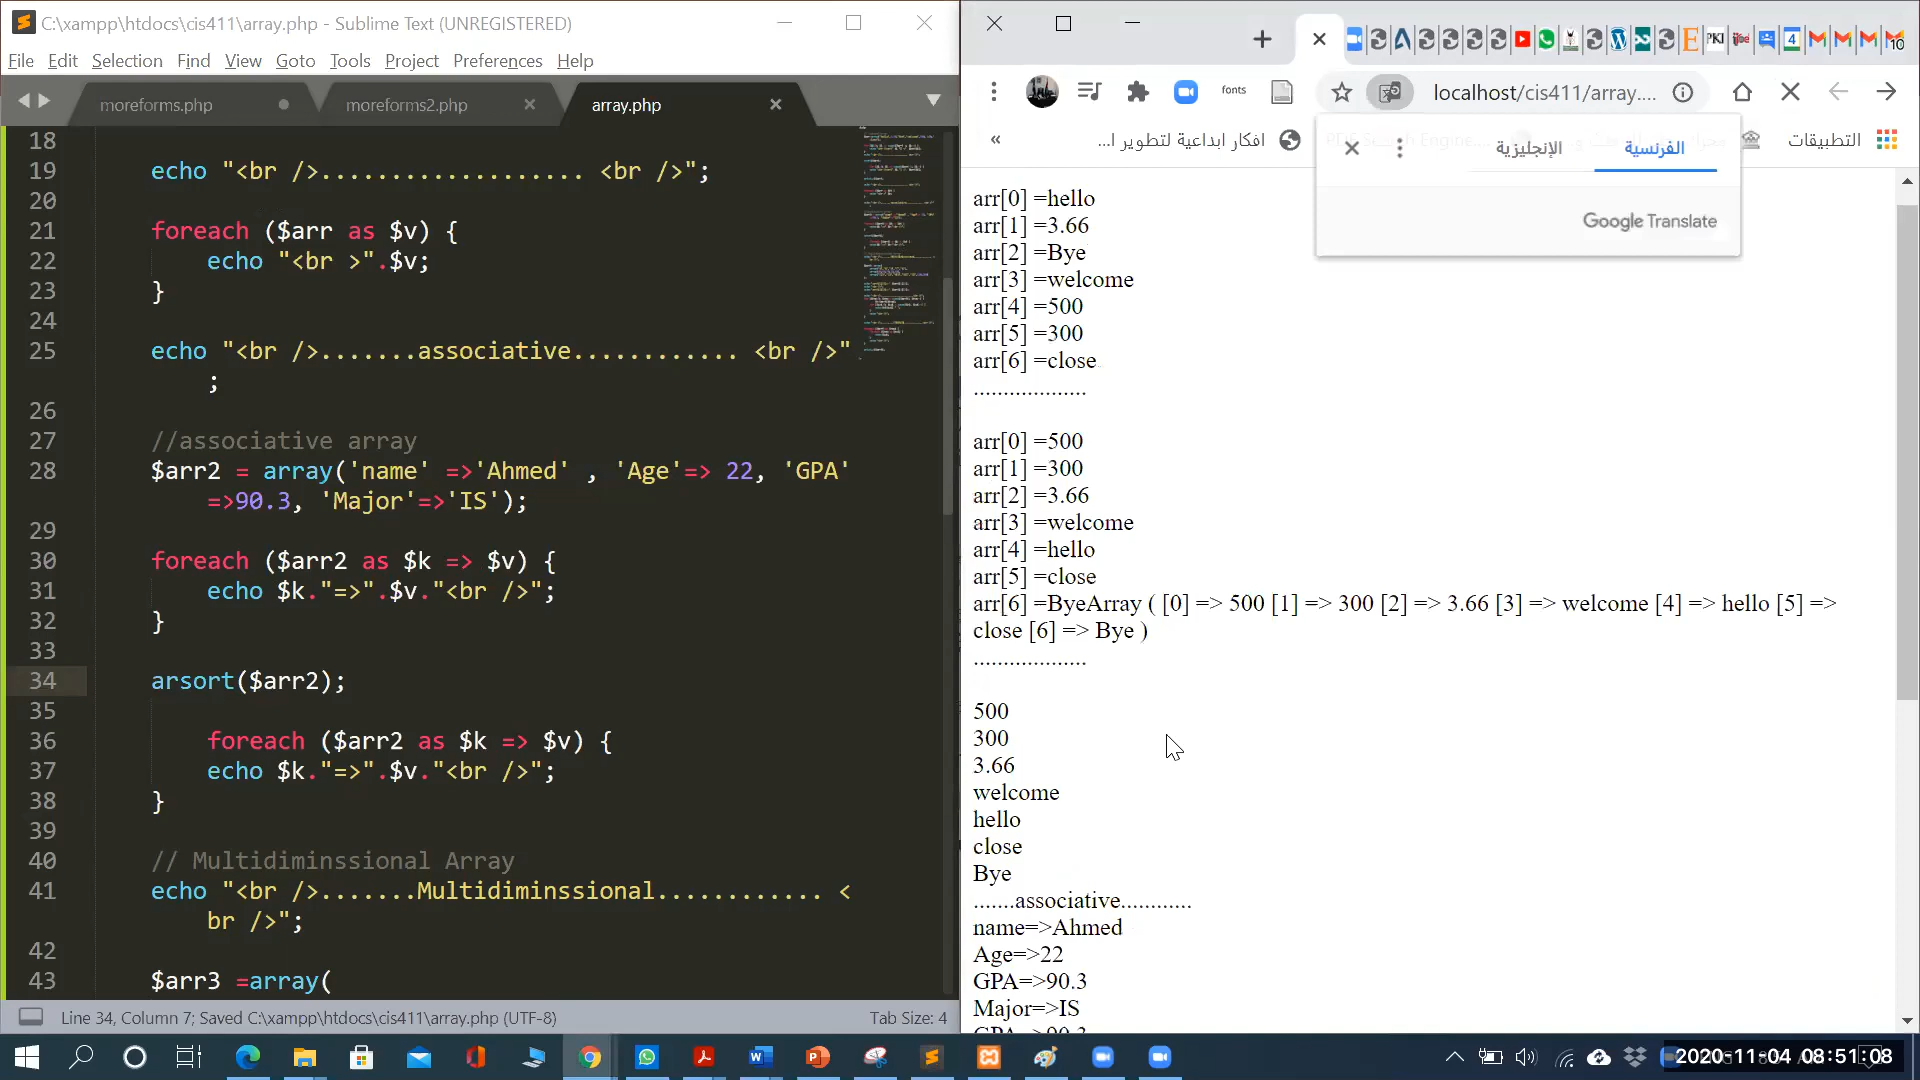 C:\xampp\htdocs\cis411\array.php - Sublime Text (UNREGISTERED)
File Edit Selection Find View Goto Tools Project Preferences Help
moreforms.php
moreforms2.php
array.php
18
19 echo "<br />................... <br />";
20
21 foreach ($arr as $v) {
22 echo "<br >".$v;
23 }
24
25 echo "<br />.......associative............ <br />"
;
26
27 //associative array
28 $arr2 = array('name' =>'Ahmed' , 'Age'=> 22, 'GPA'
=>90.3, 'Major'=>'IS');
29
30 foreach ($arr2 as $k => $v) {
31 echo $k."=>".$v."<br />";
32 }
33
34 arsort($arr2);
35
36 foreach ($arr2 as $k => $v) {
37 echo $k."=>".$v."<br />";
38 }
39
40 // Multidiminssional Array
41 echo "<br />.......Multidiminssional............ <
br />";
42
43 $arr3 =array(
Line 34, Column 7; Saved C:\xampp\htdocs\cis411\array.php (UTF-8)
Tab Size: 4
fonts
localhost/cis411/array....
افكار ابداعية لتطوير ا...
التطبيقات
الإنجليزية
الفرنسية
Google Translate
arr[0] =hello
arr[1] =3.66
arr[2] =Bye
arr[3] =welcome
arr[4] =500
arr[5] =300
arr[6] =close
...................
arr[0] =500
arr[1] =300
arr[2] =3.66
arr[3] =welcome
arr[4] =hello
arr[5] =close
arr[6] =ByeArray ( [0] => 500 [1] => 300 [2] => 3.66 [3] => welcome [4] => hello [5] =>
close [6] => Bye )
...................
500
300
3.66
welcome
hello
close
Bye
.......associative............
name=>Ahmed
Age=>22
GPA=>90.3
Major=>IS
GPA=>90.3
2020-11-04 08:51:08